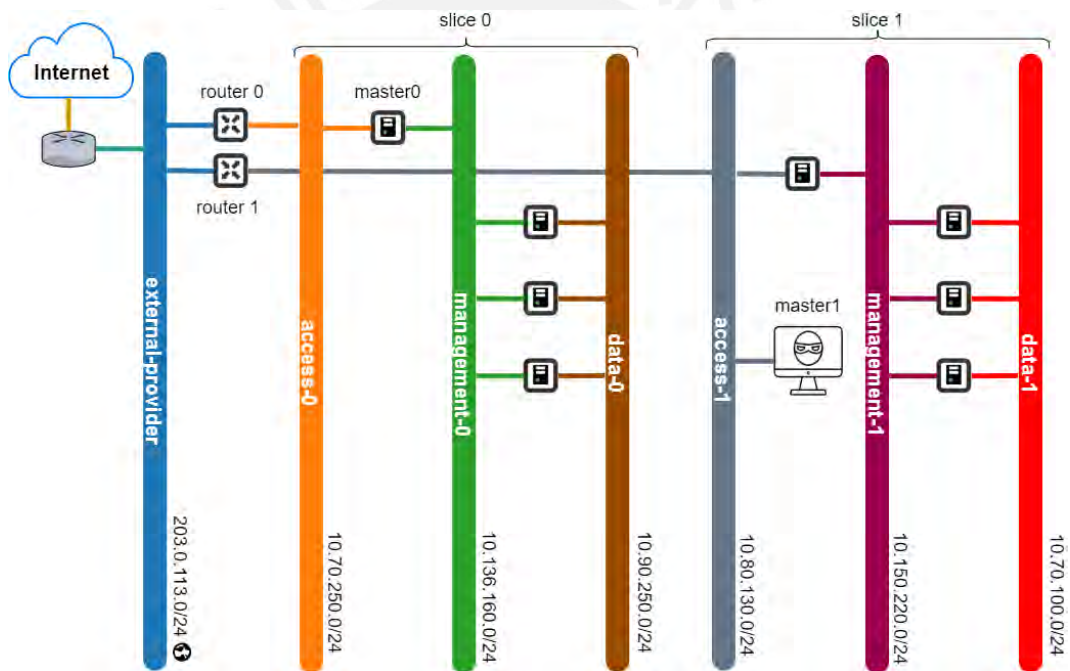 slice 0
slice 1
Internet
router 0
master0
router 1
master1
external-provider
access-0
management-0
data-0
access-1
management-1
data-1
203.0.113.0/24
10.70.250.0/24
10.136.160.0/24
10.90.250.0/24
10.80.130.0/24
10.150.220.0/24
10.70.100.0/24